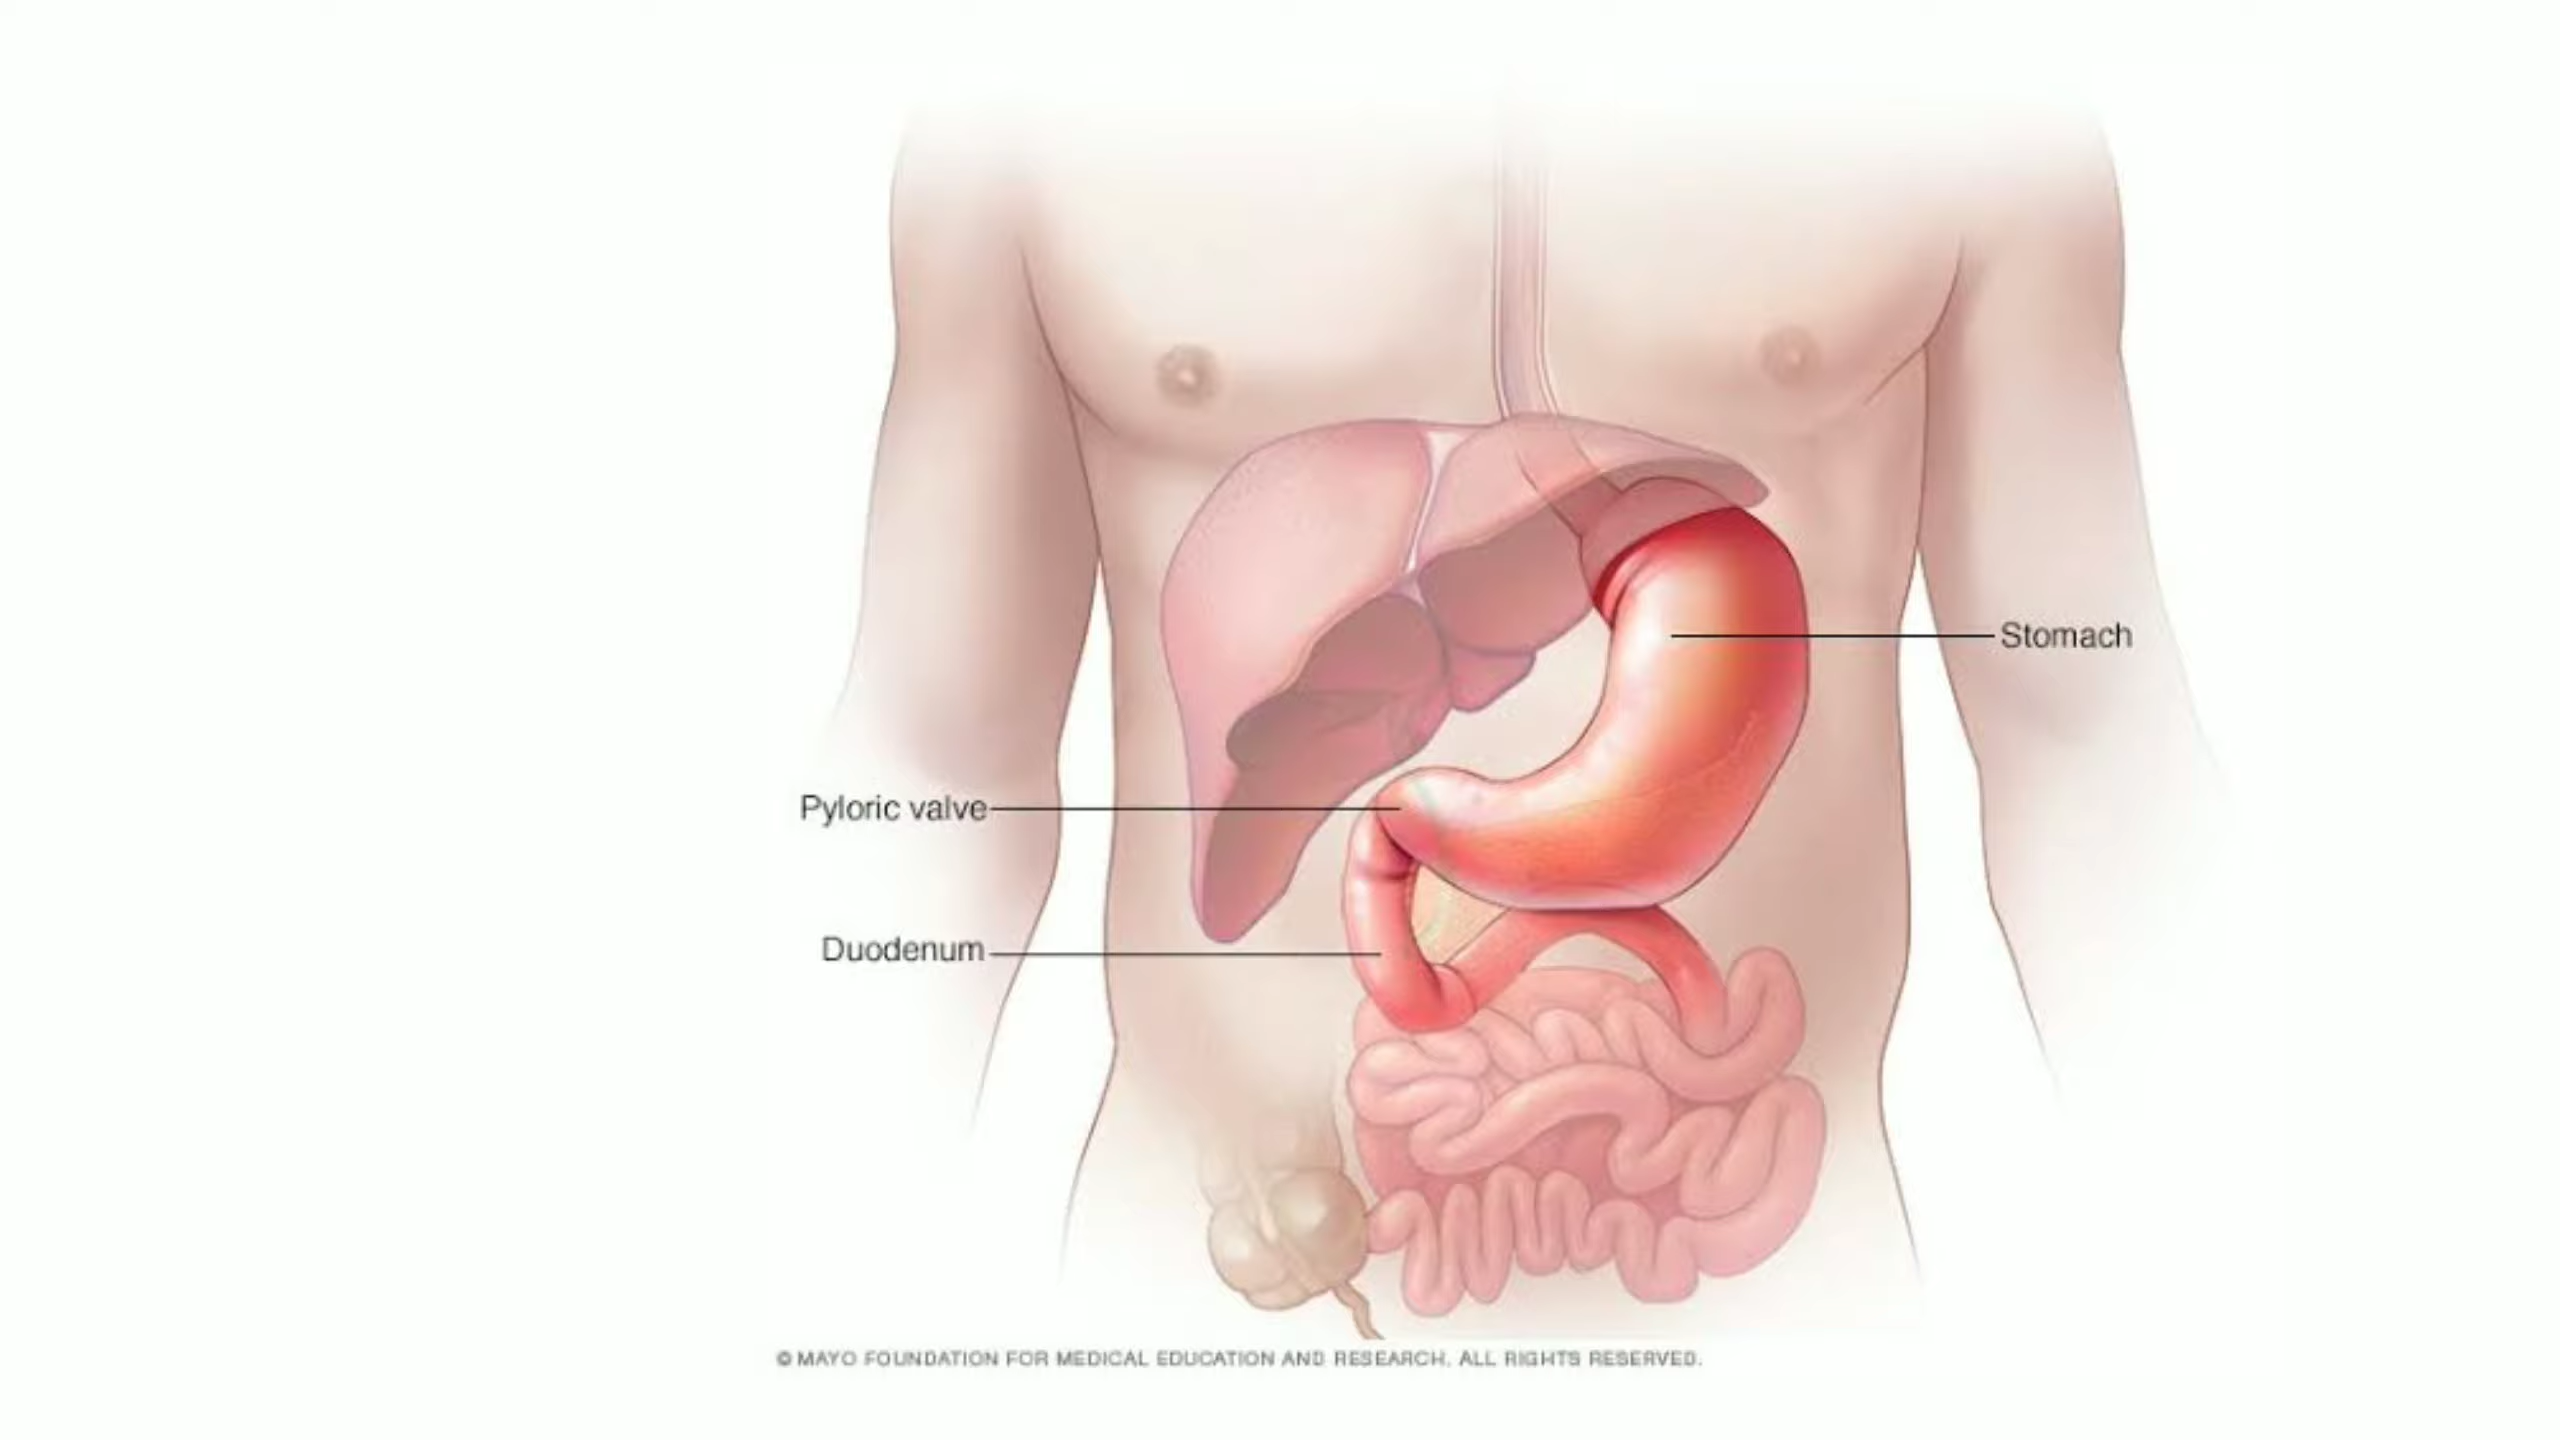 Stomach
Pyloric valve
Duodenum
© MAYO FOUNDATION FOR MEDICAL EDUCATION AND RESEARCH. ALL RIGHTS RESERVED.